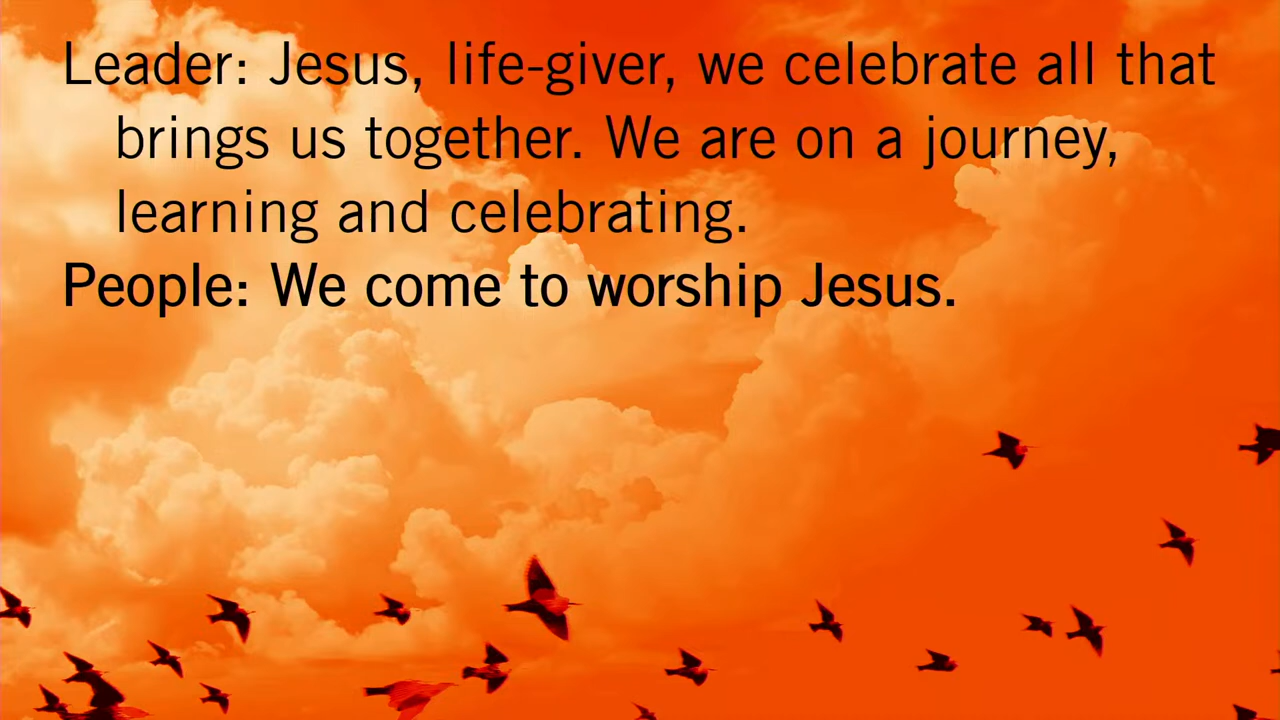 Leader: Jesus, life-giver, we celebrate all that
brings us together. We are on a journey,
learning and celebrating.
People: We come to worship Jesus.